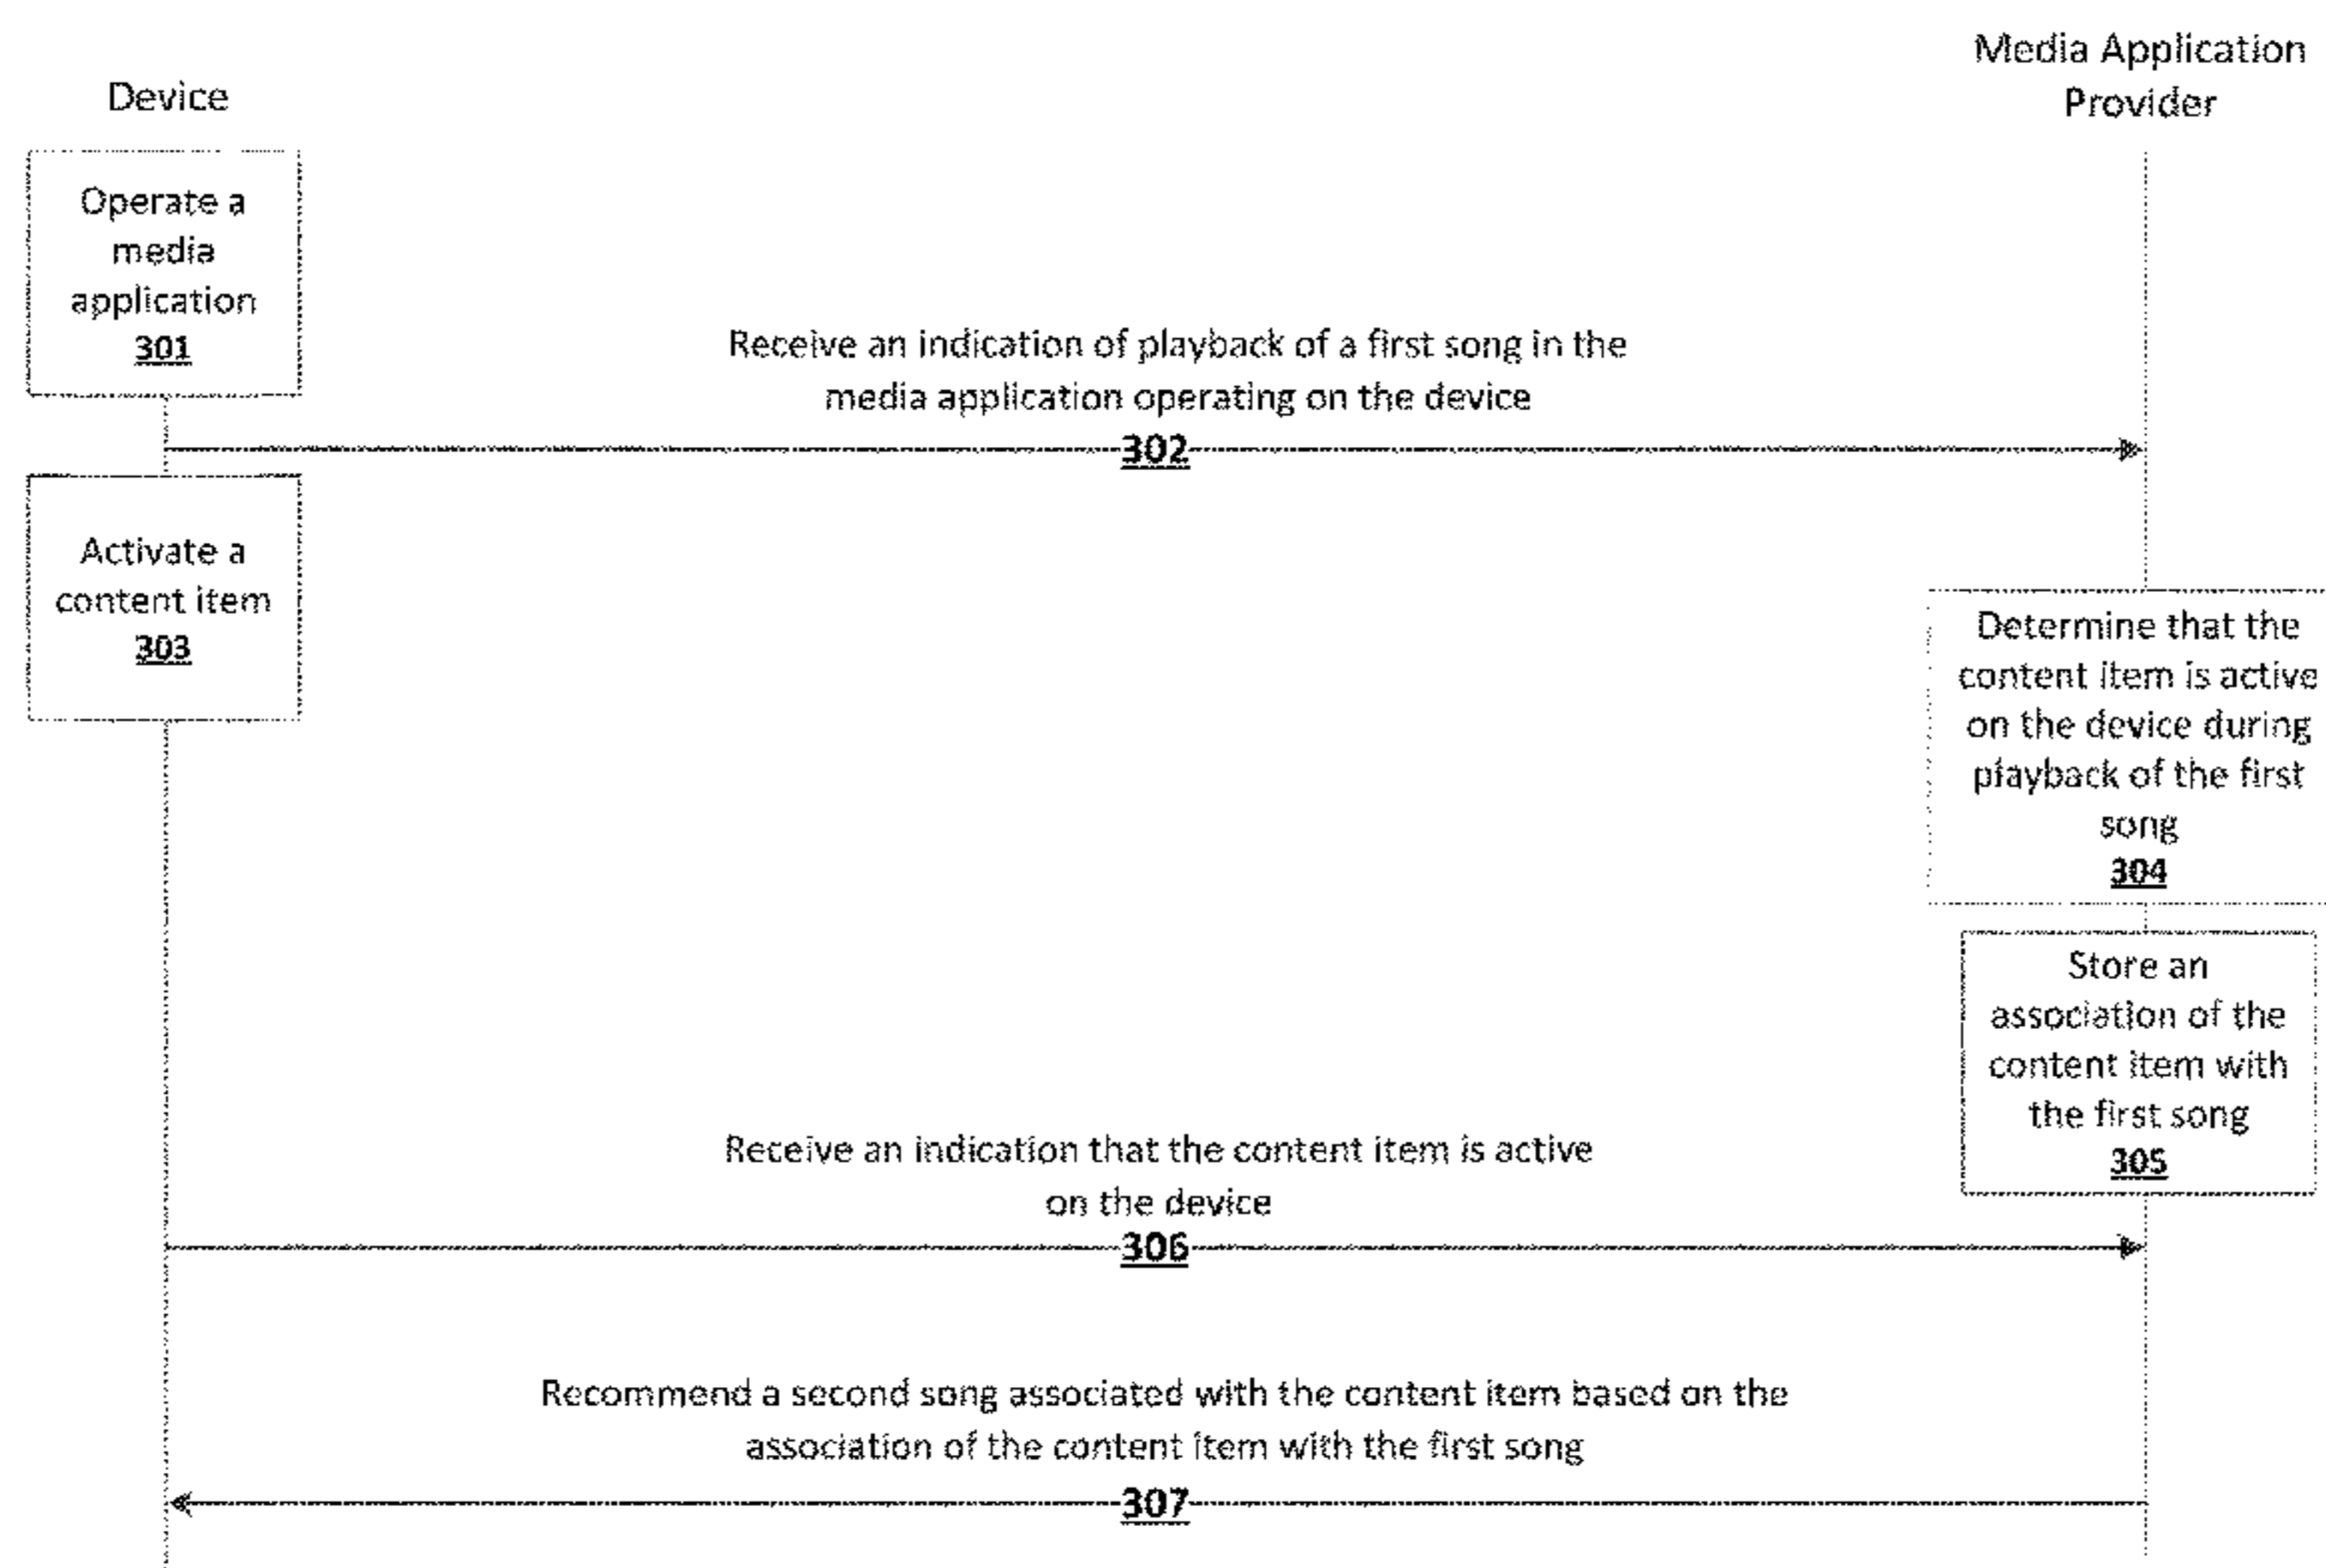 Device
Media Application
Provider
Operate a
media
application
301
Receive an indication of playback of a first song in the
media application operating on the device
302
Activate a
content item
303
Determine that the
content item is active
on the device during
playback of the first
song
304
Store an
association of the
content item with
the first song
305
Receive an indication that the content item is active
on the device
306
Recommend a second song associated with the content item based on the
association of the content item with the first song
307